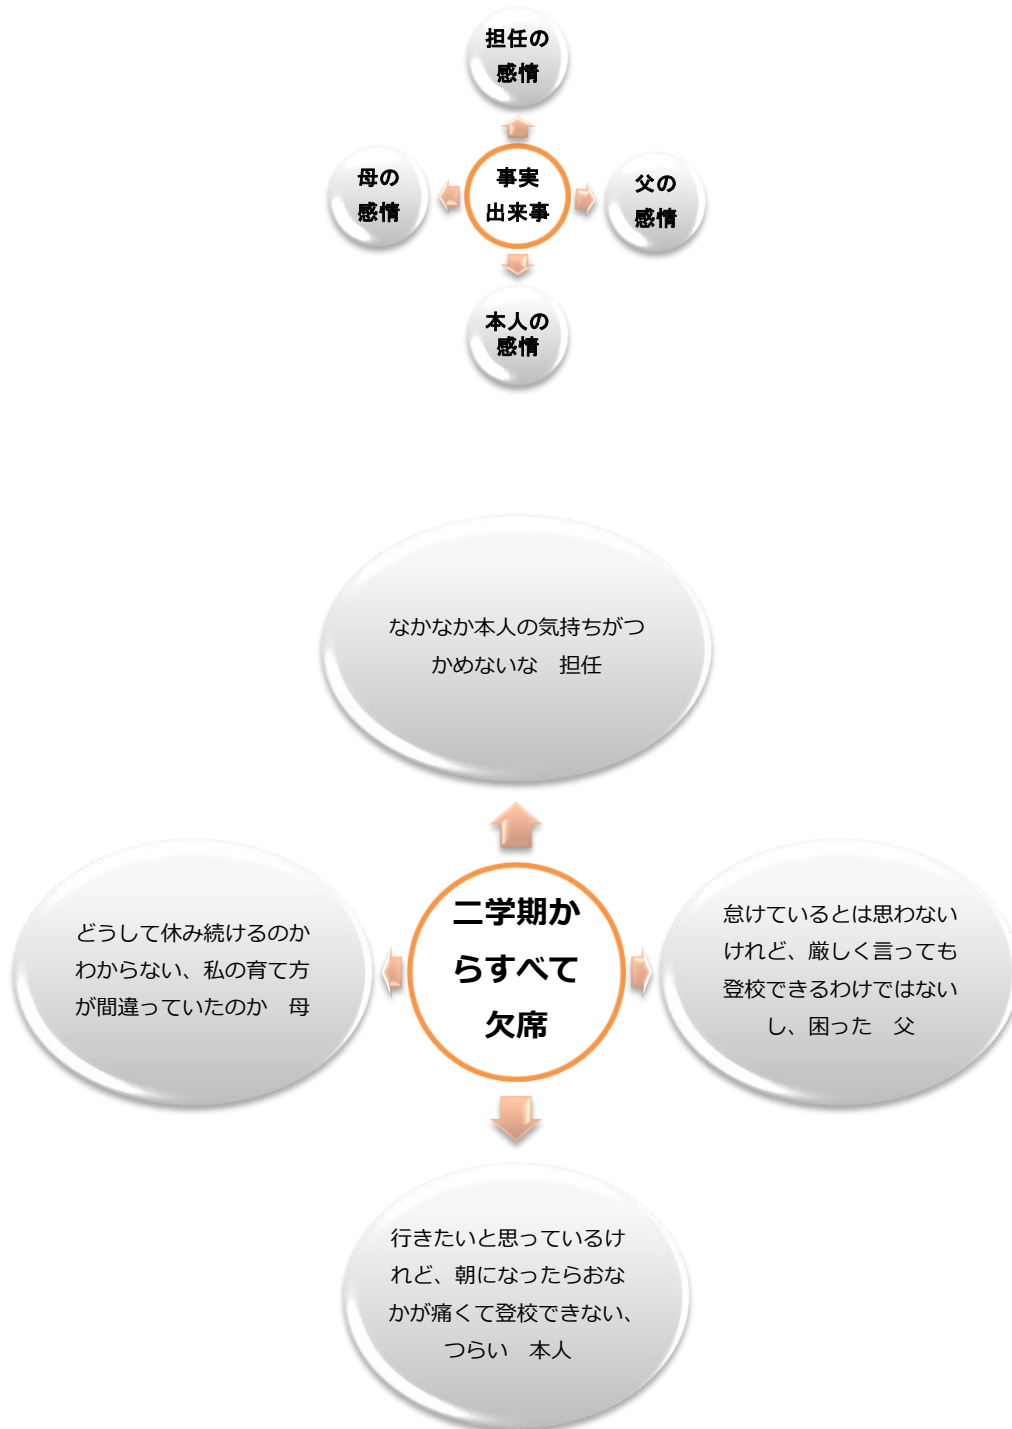 担任の
感情
母の
感情
事実
出来事
父の
感情
本人の
感情
なかなか本人の気持ちがつ
かめないな　担任
どうして休み続けるのか
わからない、私の育て方
が間違っていたのか　母
二学期か
らすべて
欠席
怠けているとは思わない
けれど、厳しく言っても
登校できるわけではない
し、困った　父
行きたいと思っているけ
れど、朝になったらおな
かが痛くて登校できない、
つらい　本人